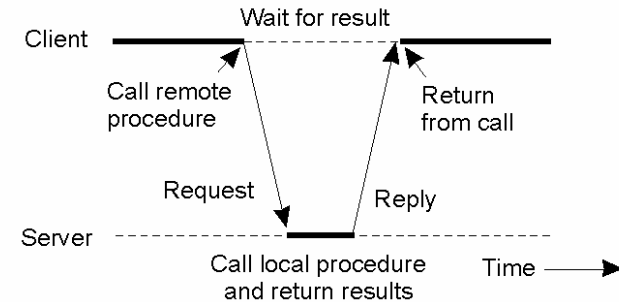 Wait for result
Client
Call remote
procedure
Return
from call
Request
Reply
Server
Call local procedure
and return results
Time